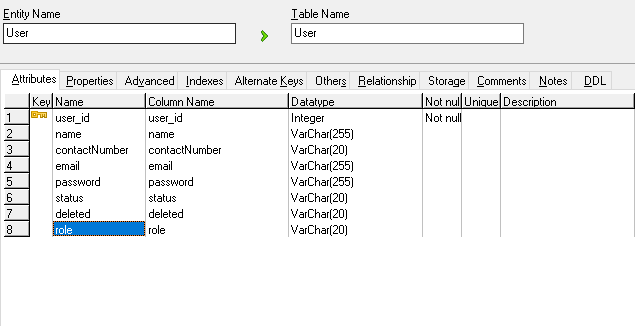 Entity Name Table Name
User User
Attributes Properties Advanced Indexes Alternate Keys Others Relationship Storage Comments Notes DDL
Key Name Column Name Datatype Not null Unique Description
1 user_id user_id Integer Not null
2 name name VarChar(255)
3 contactNumber contactNumber VarChar(20)
4 email email VarChar(255)
5 password password VarChar(255)
6 status status VarChar(20)
7 deleted deleted VarChar(20)
8 role role VarChar(20)